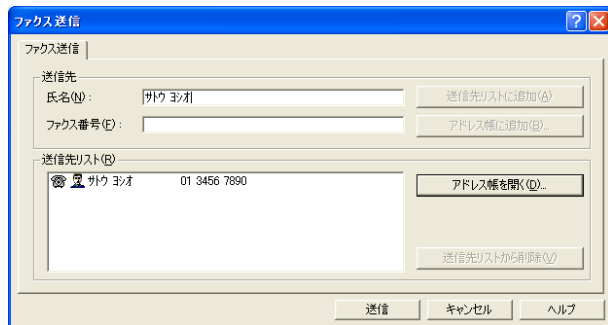 ファクス送信
ファクス送信
送信先
氏名(N): ｻﾄｳ ﾖｼｵ 送信先リストに追加(A)
ファクス番号(F): アドレス帳に追加(B)...
送信先リスト(R)
ｻﾄｳ ﾖｼｵ 01 3456 7890 アドレス帳を開く(D)...
送信先リストから削除(V)
送信 キャンセル ヘルプ